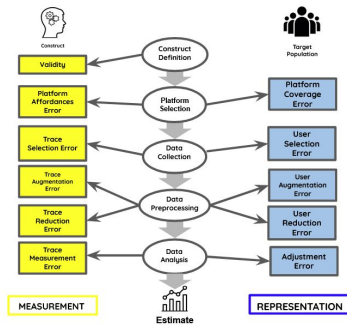 Construct
Target
Population
Construct
Definition
Validity
Platform
Affordances
Error
Platform
Selection
Platform
Coverage
Error
Trace
Selection Error
Data
Collection
User
Selection
Error
Trace
Augmentation
Error
User
Augmentation
Error
Data
Preprocessing
Trace
Reduction
Error
User
Reduction
Error
Trace
Measurement
Error
Data
Analysis
Adjustment
Error
MEASUREMENT
REPRESENTATION
Estimate